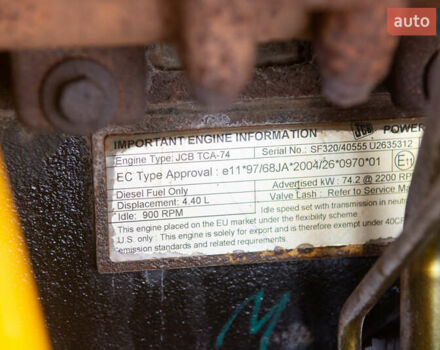 auto
IMPORTANT ENGINE INFORMATION JCB POWER
Engine Type: JCB TCA-74 Serial No.: SF320/40555 U2635312
EC Type Approval : e11*97/68JA*2004/26*0970*01 E11
Diesel Fuel Only Advertised kW : 74.2 @ 2200 RP
Displacement: 4.40 L Valve Lash : Refer to Service Ma
Idle: 900 RPM Idle speed set with transmission in neut
This engine placed on the EU market under the flexibility scheme
U.S. only : This engine is solely for export and is therefore exempt under 40CF
emission standards and related requirements.